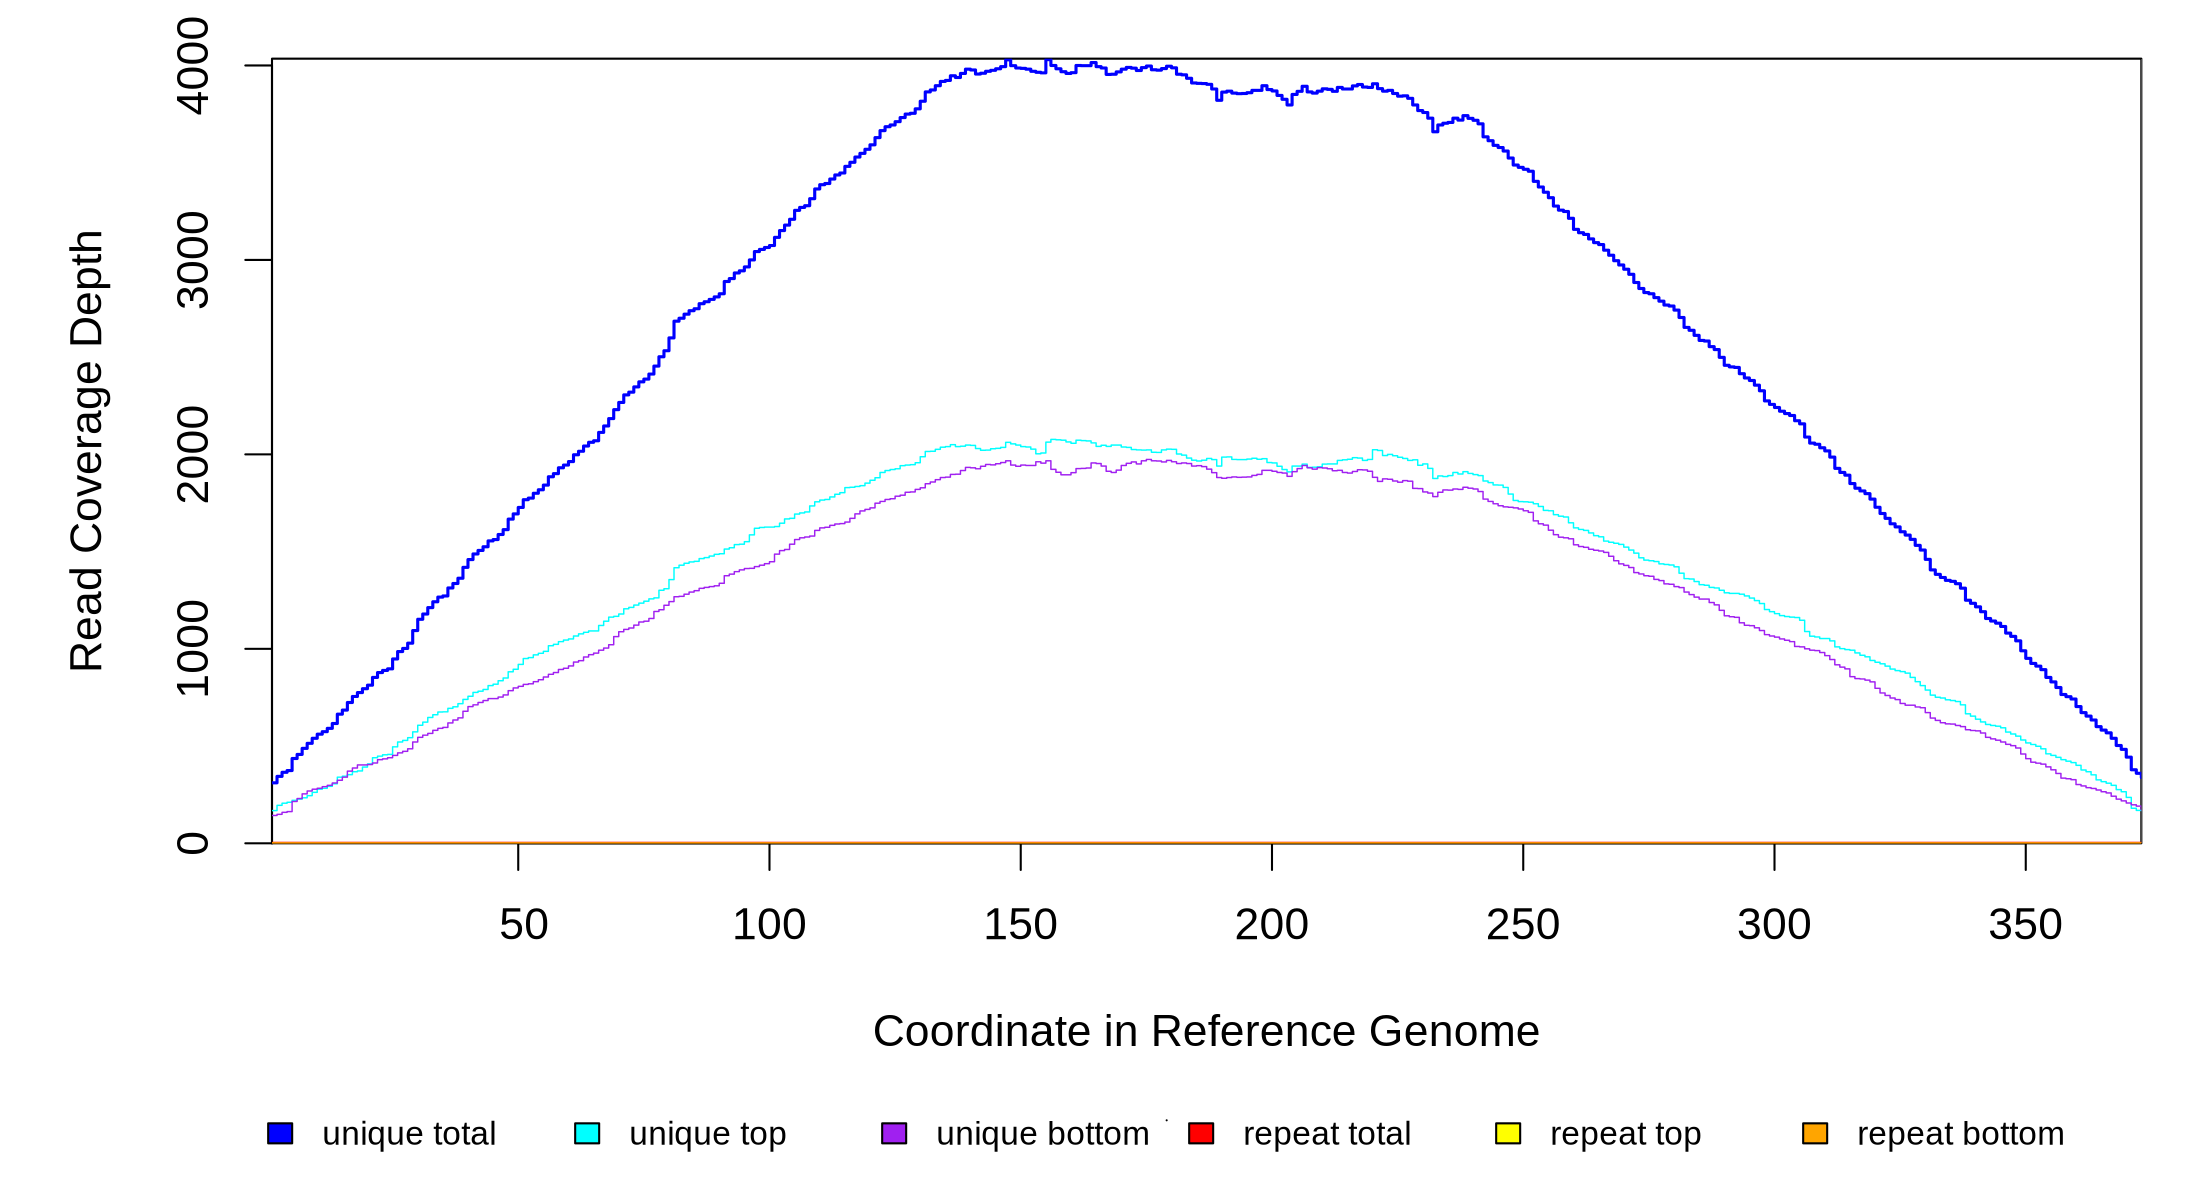 4000
3000
2000
1000
0
Read Coverage Depth
50 100 150 200 250 300 350
Coordinate in Reference Genome
unique total unique top unique bottom repeat total repeat top repeat bottom